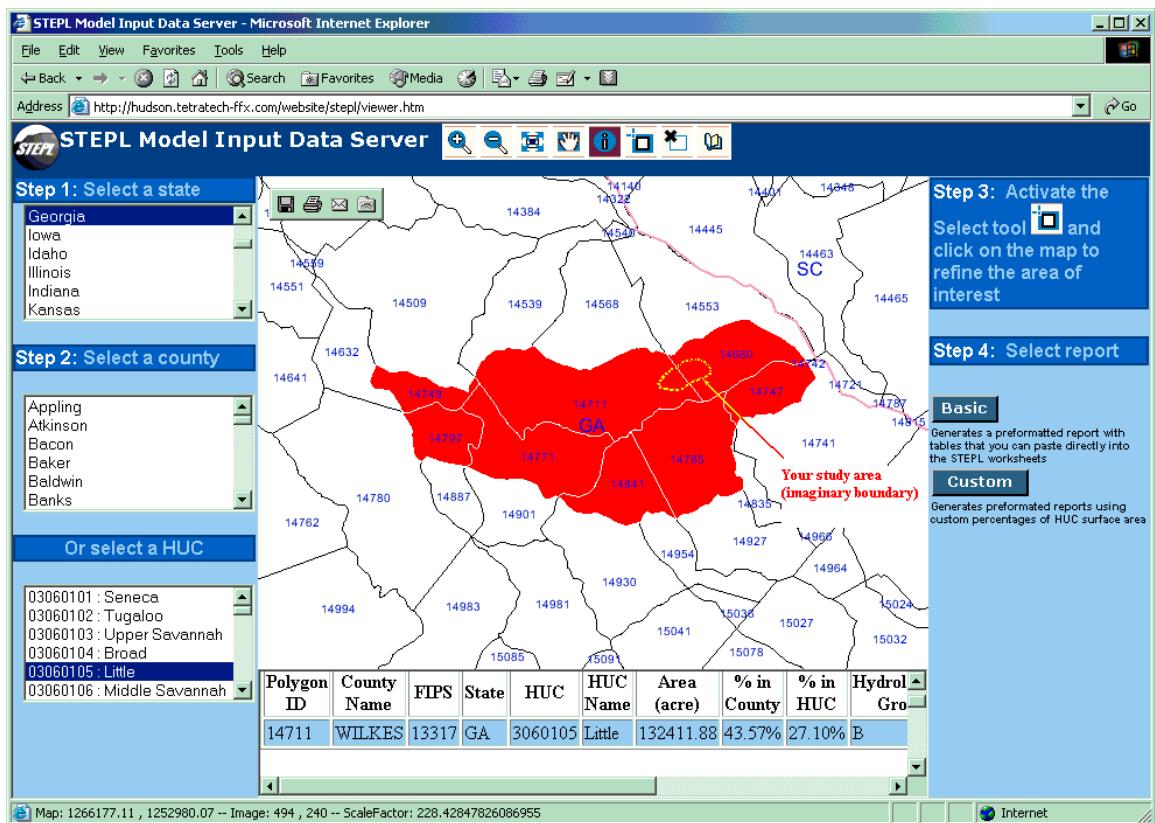 STEPL Model Input Data Server - Microsoft Internet Explorer
File Edit View Favorites Tools Help
Back Search Favorites Media
Address http://hudson.tetratech-ffx.com/website/stepl/viewer.htm Go
STEPL STEPL Model Input Data Server
Step 1: Select a state
Georgia
Iowa
Idaho
Illinois
Indiana
Kansas
Step 2: Select a county
Appling
Atkinson
Bacon
Baker
Baldwin
Banks
Or select a HUC
03060101 : Seneca
03060102 : Tugaloo
03060103 : Upper Savannah
03060104 : Broad
03060105 : Little
03060106 : Middle Savannah
14140
14322
14401
14348
14384
14445
14540
14463
SC
14559
14551
14509
14539
14568
14553
14465
14632
14680
14742
14641
14721
14749
14747
14787
14711
14815
GA
14797
14741
14771
14785
Your study area
(imaginary boundary)
14841
14780
14887
14835
14901
14762
14927
14966
14954
14964
14930
14994
14983
14981
15024
15036
15027
15041
15032
15085
15091
15078
Polygon ID County Name FIPS State HUC HUC Name Area (acre) % in County % in HUC Hydrol Gro
14711 WILKES 13317 GA 3060105 Little 132411.88 43.57% 27.10% B
Step 3: Activate the
Select tool and
click on the map to
refine the area of
interest
Step 4: Select report
Basic
Generates a preformatted report with
tables that you can paste directly into
the STEPL worksheets
Custom
Generates preformated reports using
custom percentages of HUC surface area
Map: 1266177.11 , 1252980.07 -- Image: 494 , 240 -- ScaleFactor: 228.42847826086955
Internet